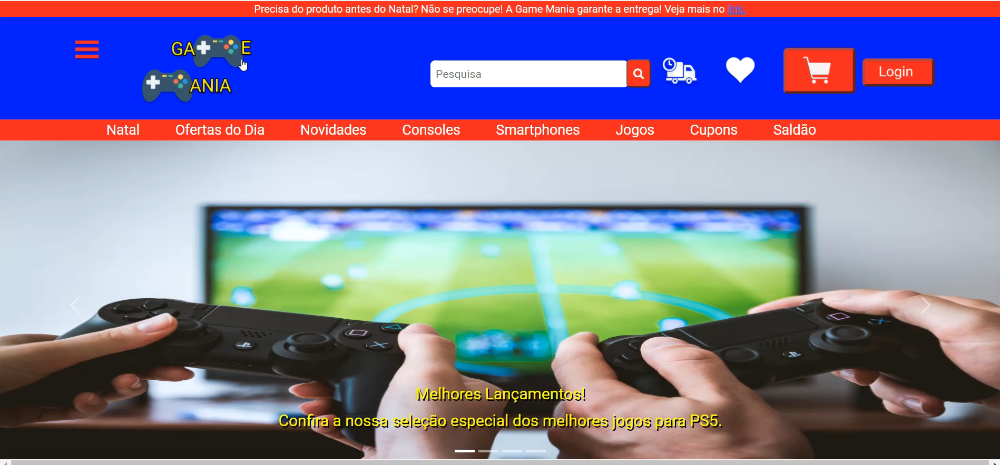 Precisa do produto antes do Natal? Não se preocupe! A Game Mania garante a entrega! Veja mais no link.
GA E
ANIA
Pesquisa
Login
Natal Ofertas do Dia Novidades Consoles Smartphones Jogos Cupons Saldão
Melhores Lançamentos!
Confira a nossa seleção especial dos melhores jogos para PS5.